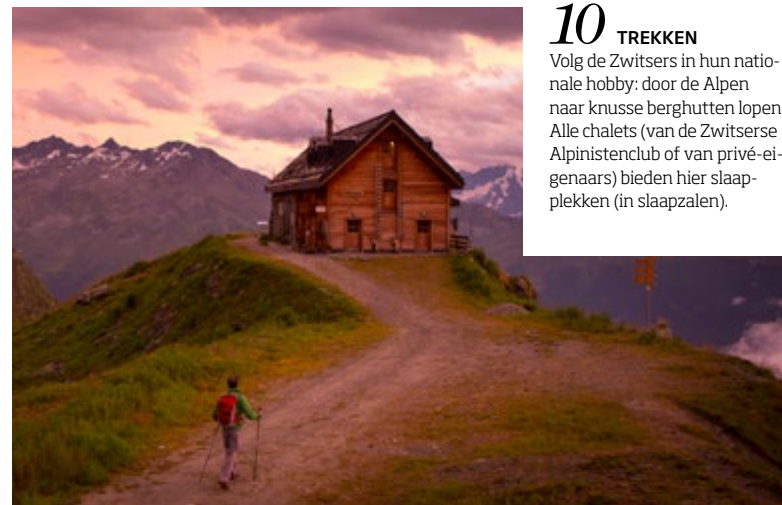 10 TREKKEN
Volg de Zwitsers in hun natio-
nale hobby: door de Alpen
naar knusse berghutten lopen
Alle chalets (van de Zwitserse
Alpinistenclub of van privé-ei-
genaars) bieden hier slaap-
plekken (in slaapzalen).